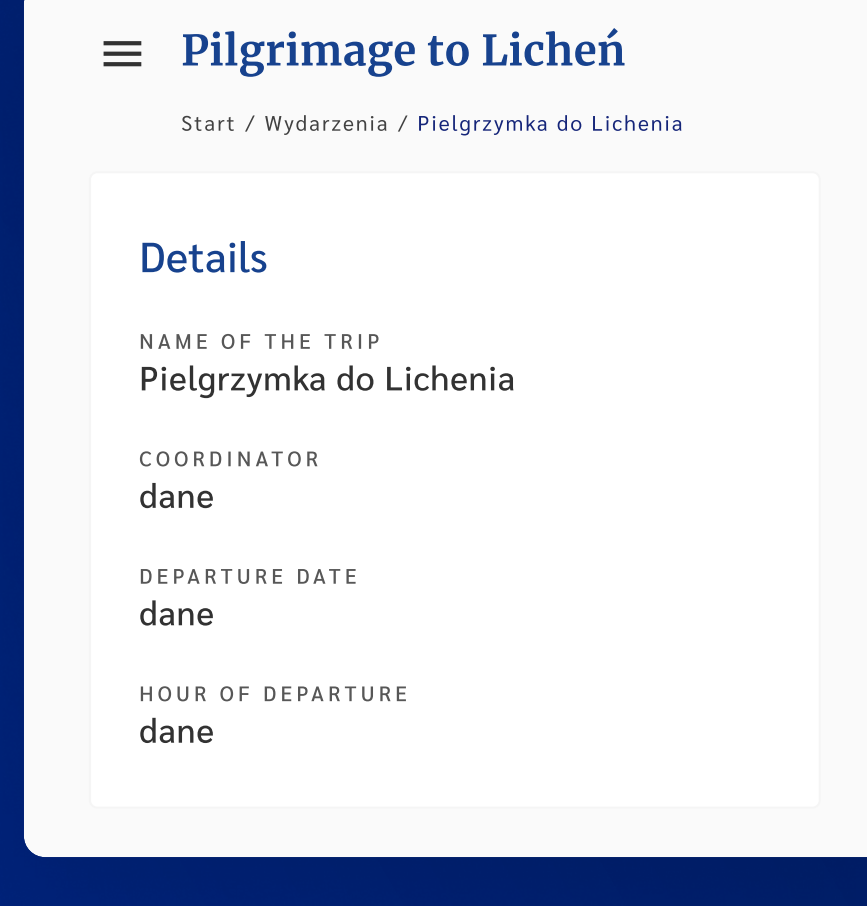 Pilgrimage to Licheń
Start / Wydarzenia / Pielgrzymka do Lichenia
Details
NAME OF THE TRIP
Pielgrzymka do Lichenia
COORDINATOR
dane
DEPARTURE DATE
dane
HOUR OF DEPARTURE
dane